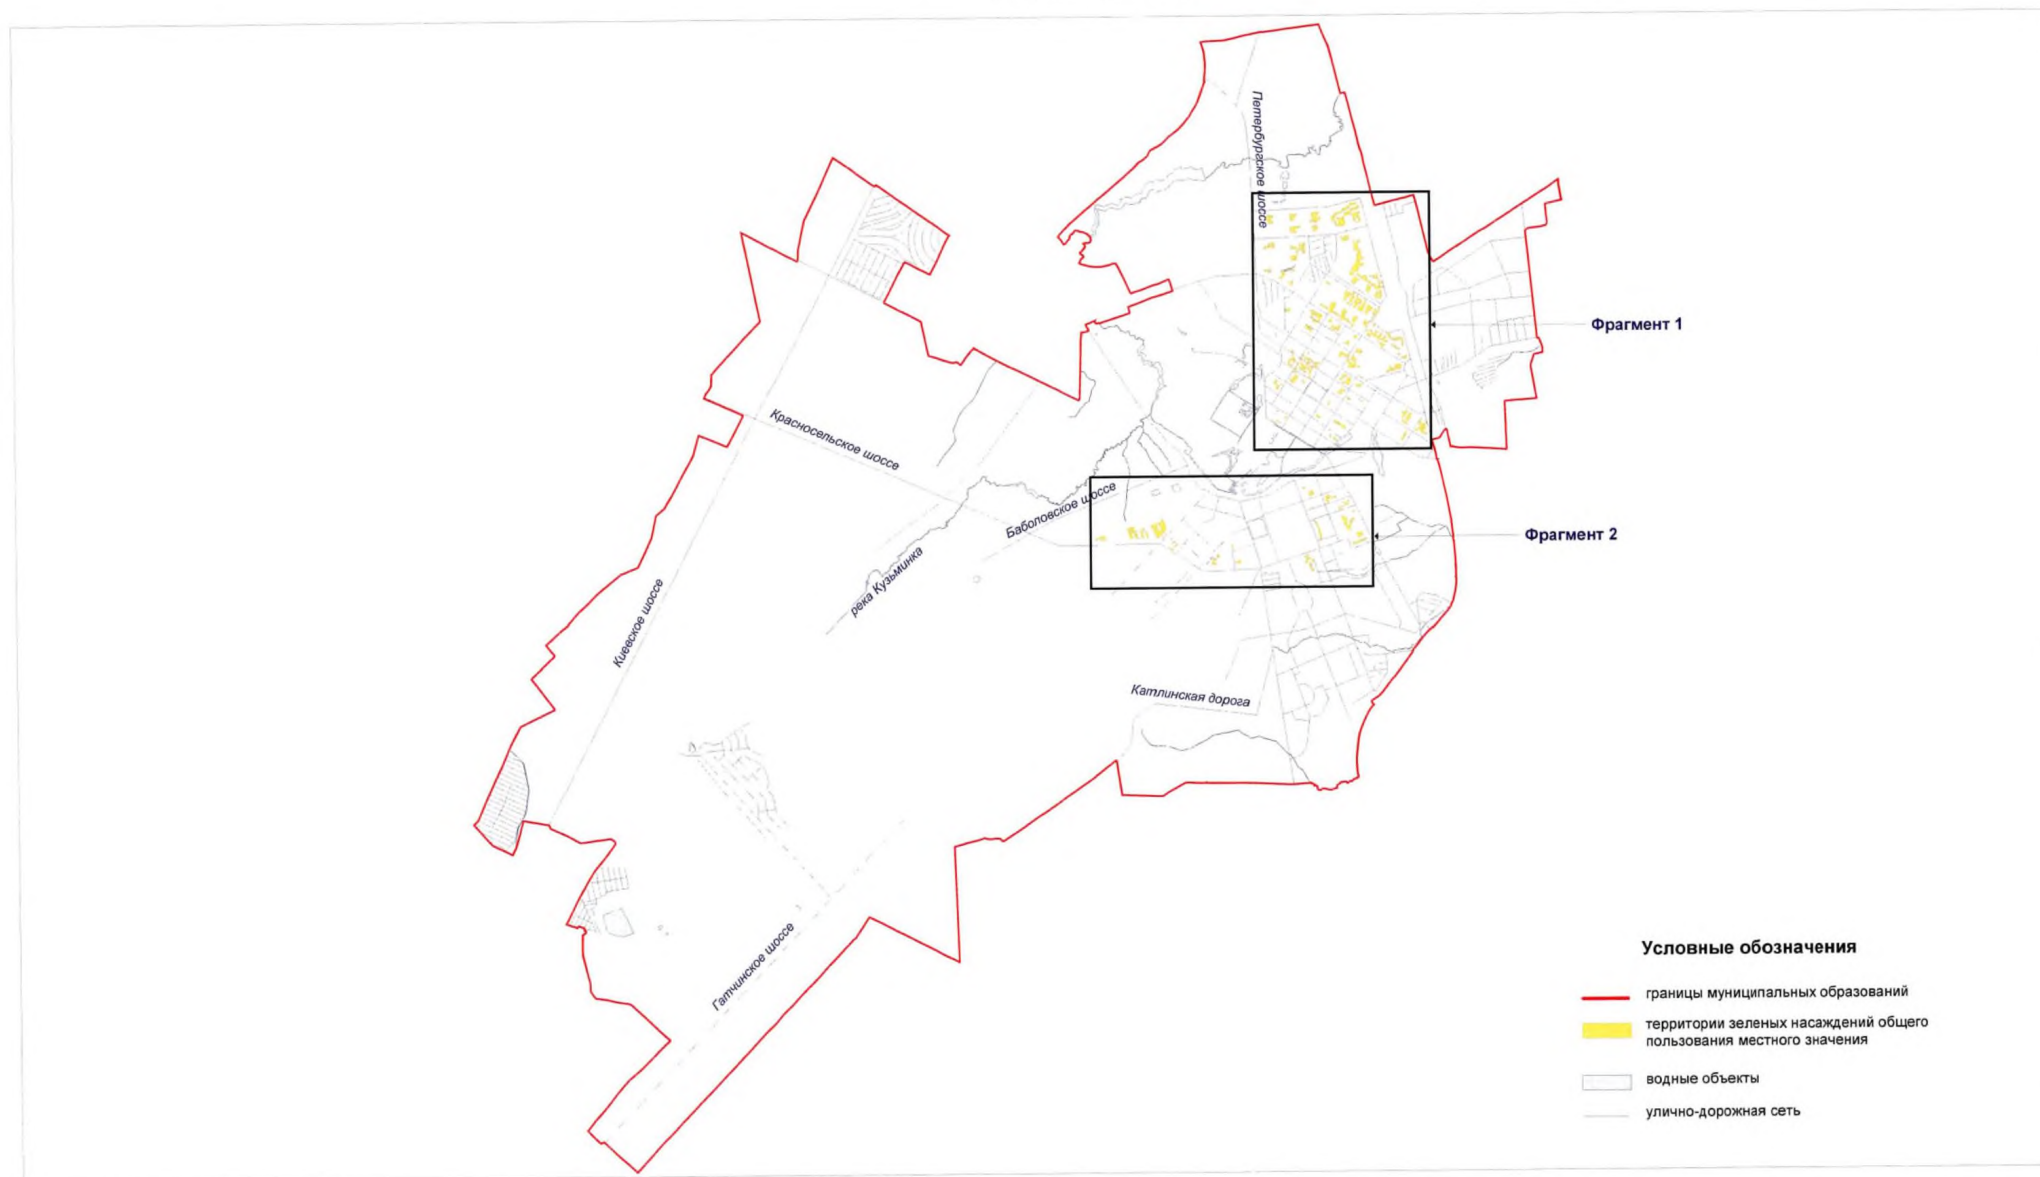 Петербургское шоссе
Фрагмент 1
Красносельское шоссе
Баболовское шоссе
Фрагмент 2
река Кузьминка
Киевское шоссе
Катлинская дорога
Гатчинское шоссе
Условные обозначения
границы муниципальных образований
территории зеленых насаждений общего
пользования местного значения
водные объекты
улично-дорожная сеть